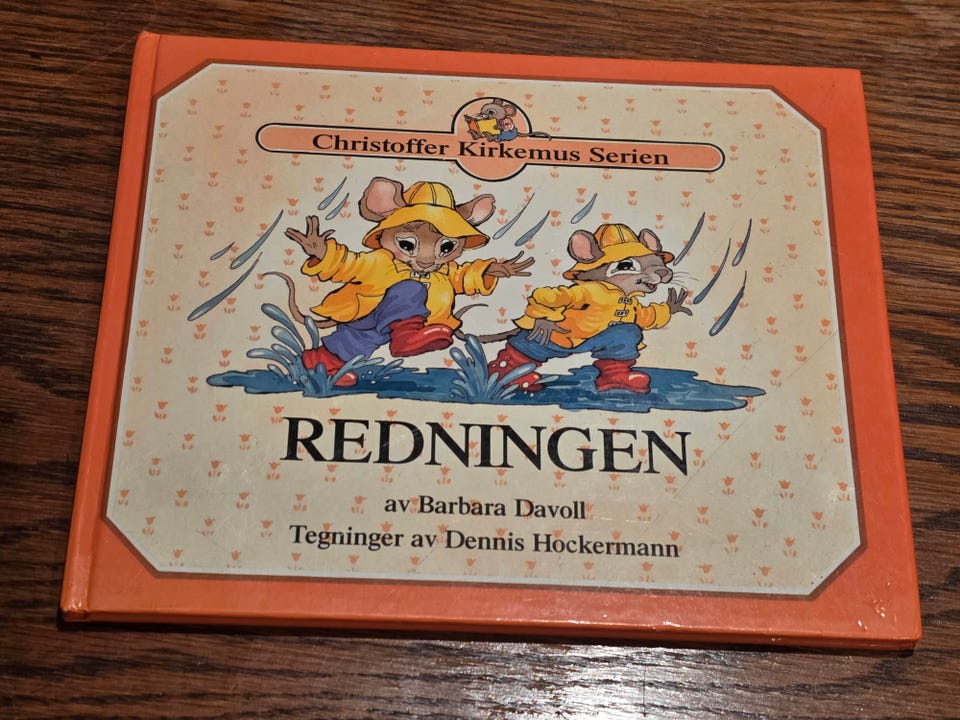 Christoffer Kirkemus Serien
REDNINGEN
av Barbara Davoll
Tegninger av Dennis Hockermann